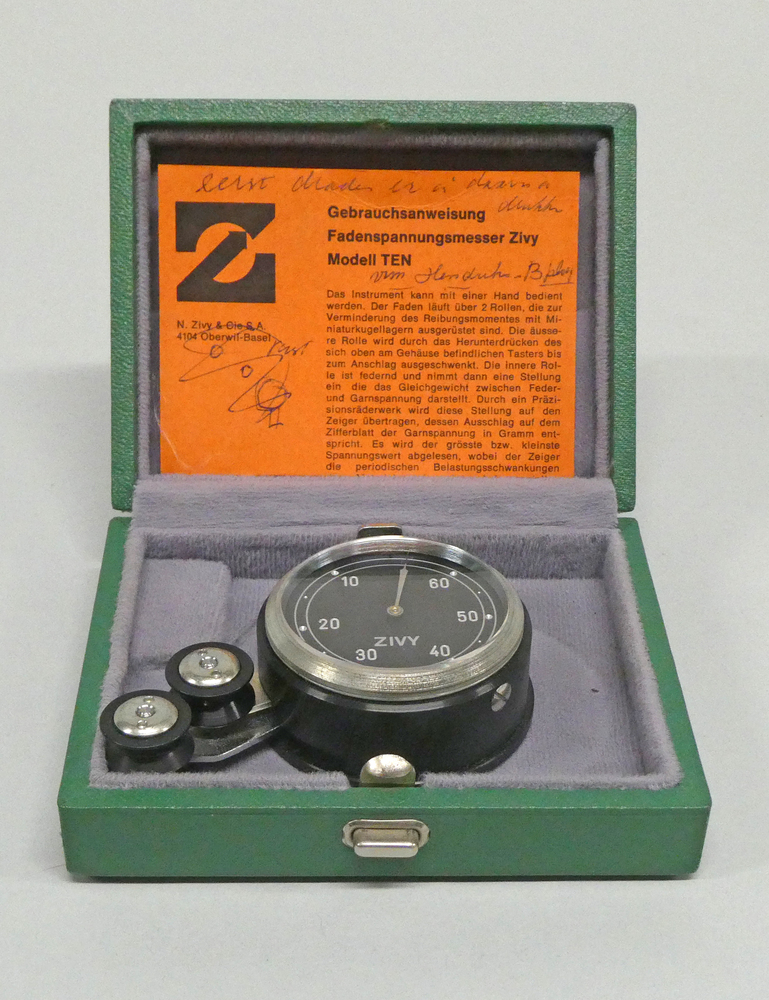 eerst
Gebrauchsanweisung
Fadenspannungsmesser Zivy
Modell TEN
N. Zivy & Cie S.A.
4104 Oberwil-Basel
Das Instrument kann mit einer Hand bedient
werden. Der Faden läuft über 2 Rollen, die zur
Verminderung des Reibungsmomentes mit Mi-
niaturkugellagern ausgerüstet sind. Die äusse-
re Rolle wird durch das Herunterdrücken des
sich oben am Gehäuse befindlichen Tasters bis
zum Anschlag ausgeschwenkt. Die innere Rol-
le ist federnd und nimmt dann eine Stellung
ein die das Gleichgewicht zwischen Feder-
und Garnspannung darstellt. Durch ein Präzi-
sionsräderwerk wird diese Stellung auf den
Zeiger übertragen, dessen Ausschlag auf dem
Zifferblatt der Garnspannung in Gramm ent-
spricht. Es wird der grösste bzw. kleinste
Spannungswert abgelesen, wobei der Zeiger
die periodischen Belastungsschwankungen
10
60
20
50
ZIVY
30
40